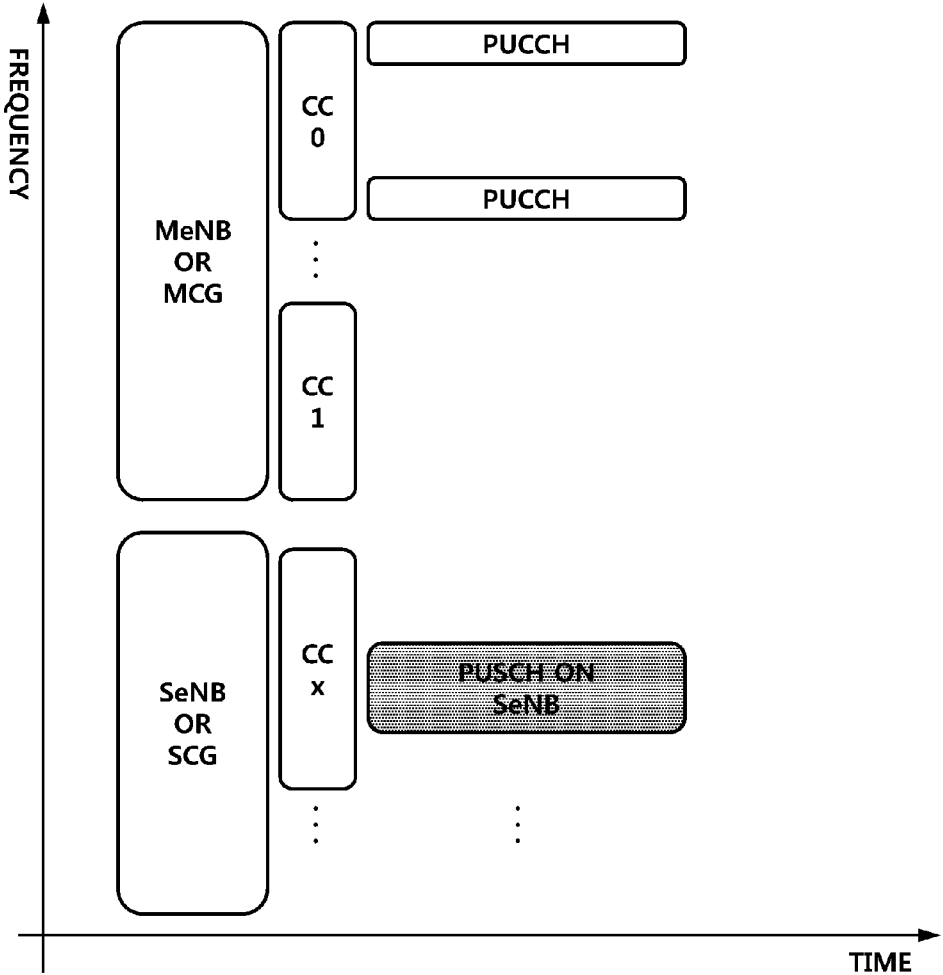 FREQUENCY
MeNB
OR
MCG
CC
0
PUCCH
PUCCH
CC
1
SeNB
OR
SCG
CC
x
PUSCH ON
SeNB
TIME